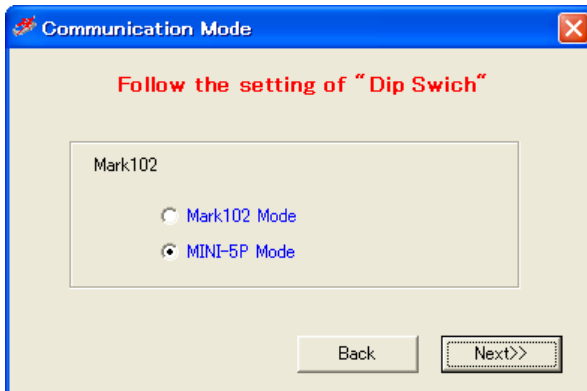 Communication Mode
Follow the setting of "Dip Swich"
Mark102
Mark102 Mode
MINI-5P Mode
Back
Next>>